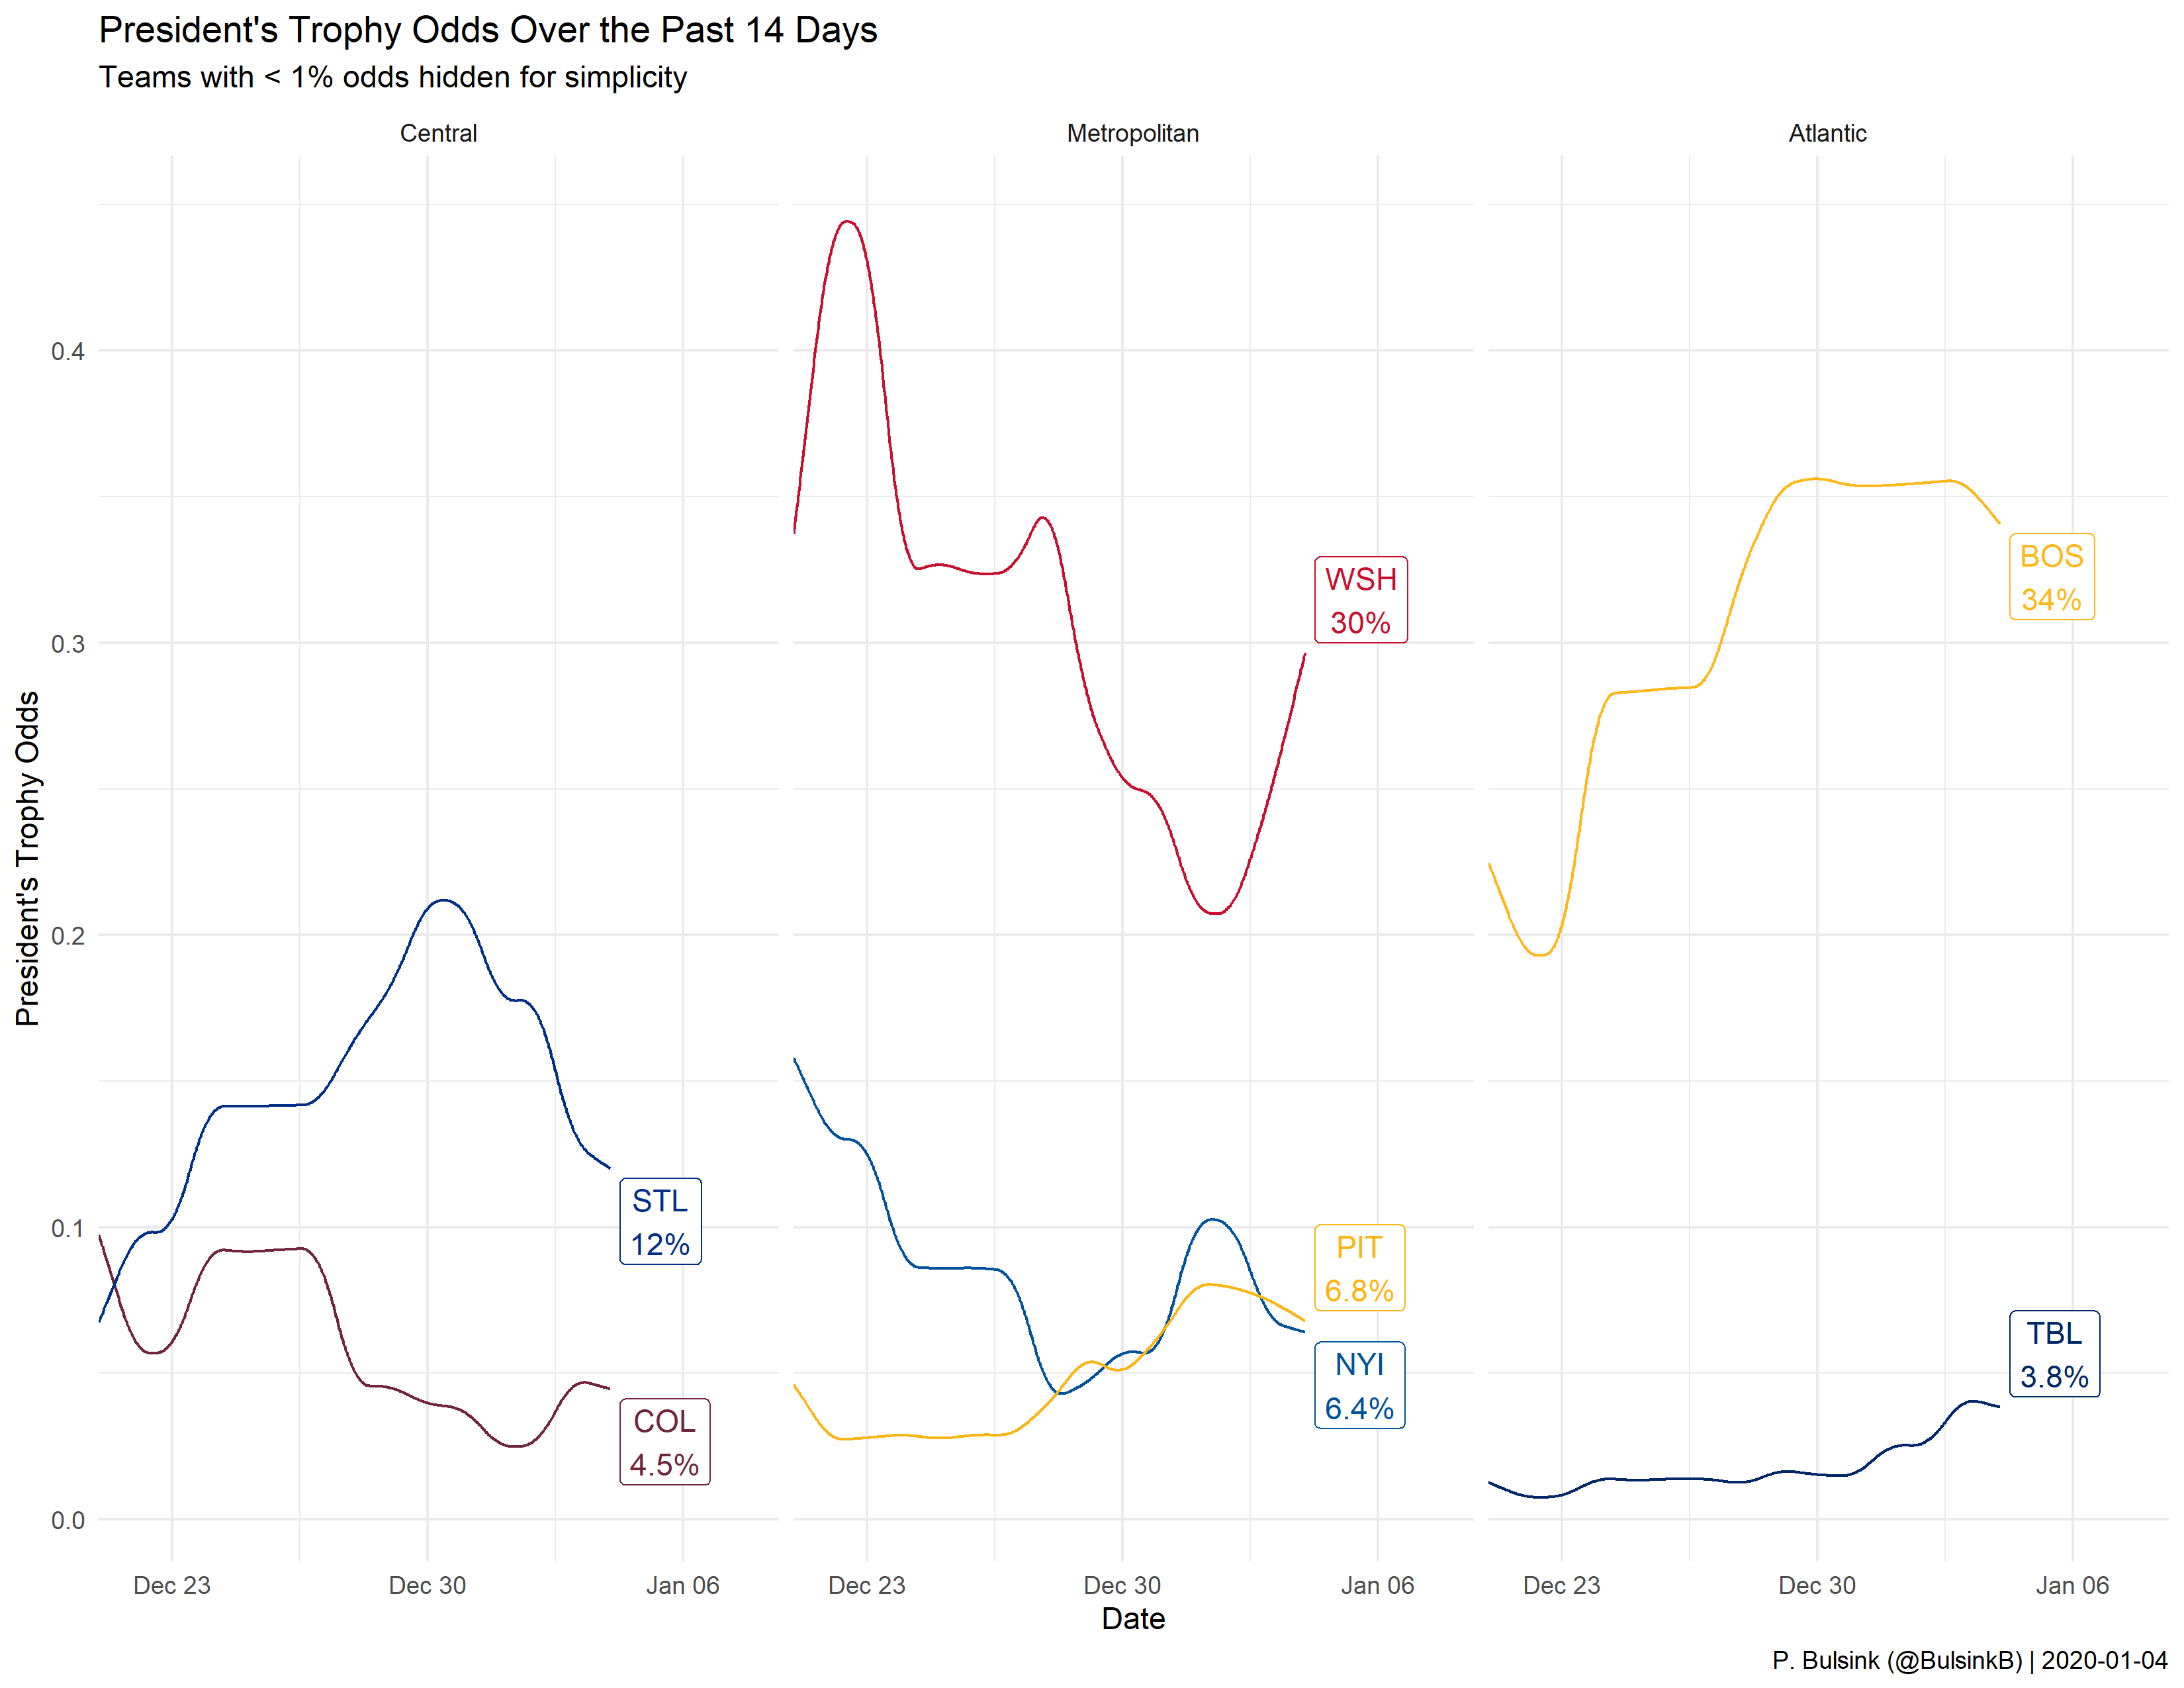 President's Trophy Odds Over the Past 14 Days
Teams with < 1% odds hidden for simplicity
Central
Metropolitan
Atlantic
President's Trophy Odds
0.4
0.3
0.2
0.1
0.0
STL
12%
COL
4.5%
WSH
30%
PIT
6.8%
NYI
6.4%
BOS
34%
TBL
3.8%
Dec 23
Dec 30
Jan 06
Dec 23
Dec 30
Jan 06
Dec 23
Dec 30
Jan 06
Date
P. Bulsink (@BulsinkB) | 2020-01-04